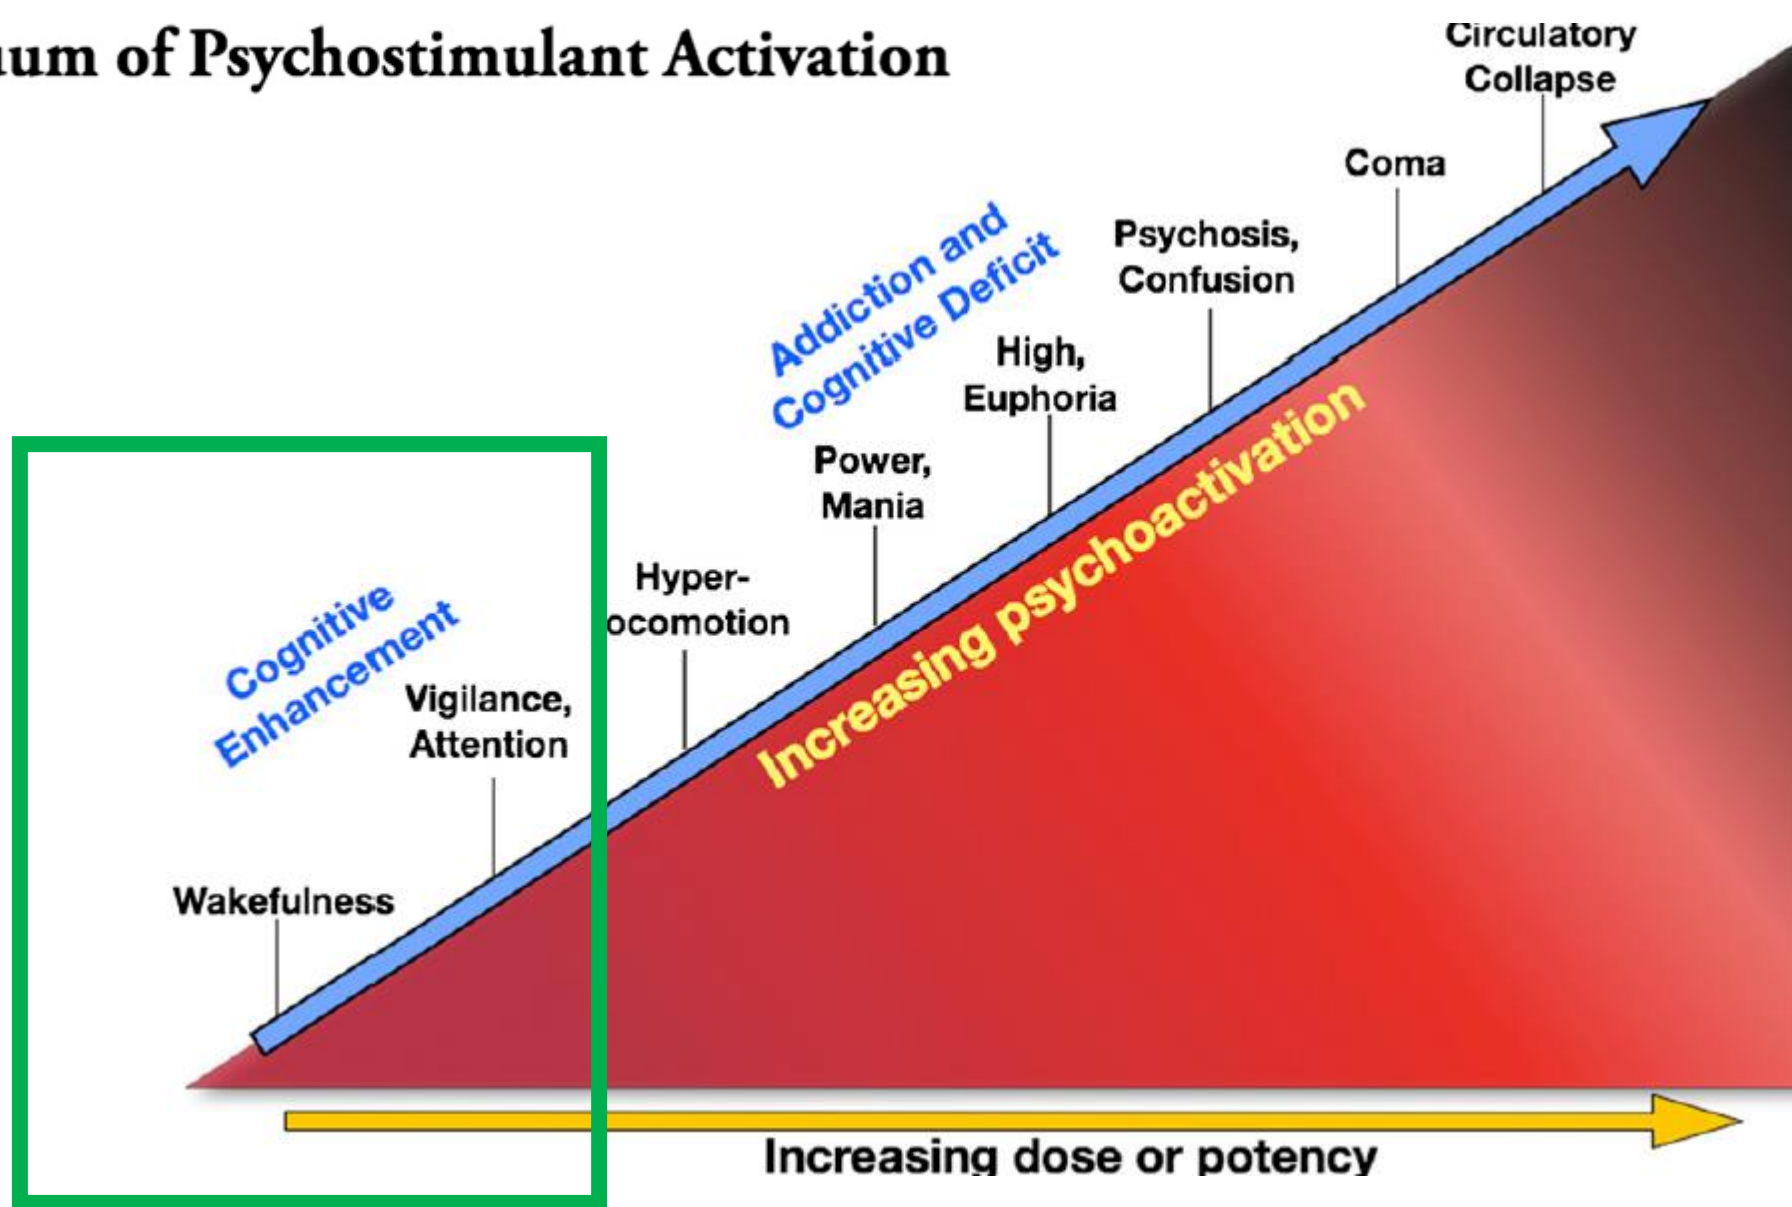 uum of Psychostimulant Activation
Circulatory
Collapse
Coma
Psychosis,
Confusion
Addiction and
Cognitive Deficit
High,
Euphoria
Power,
Mania
Hyper-
ocomotion
Cognitive
Enhancement
Vigilance,
Attention
Wakefulness
Increasing psychoactivation
Increasing dose or potency